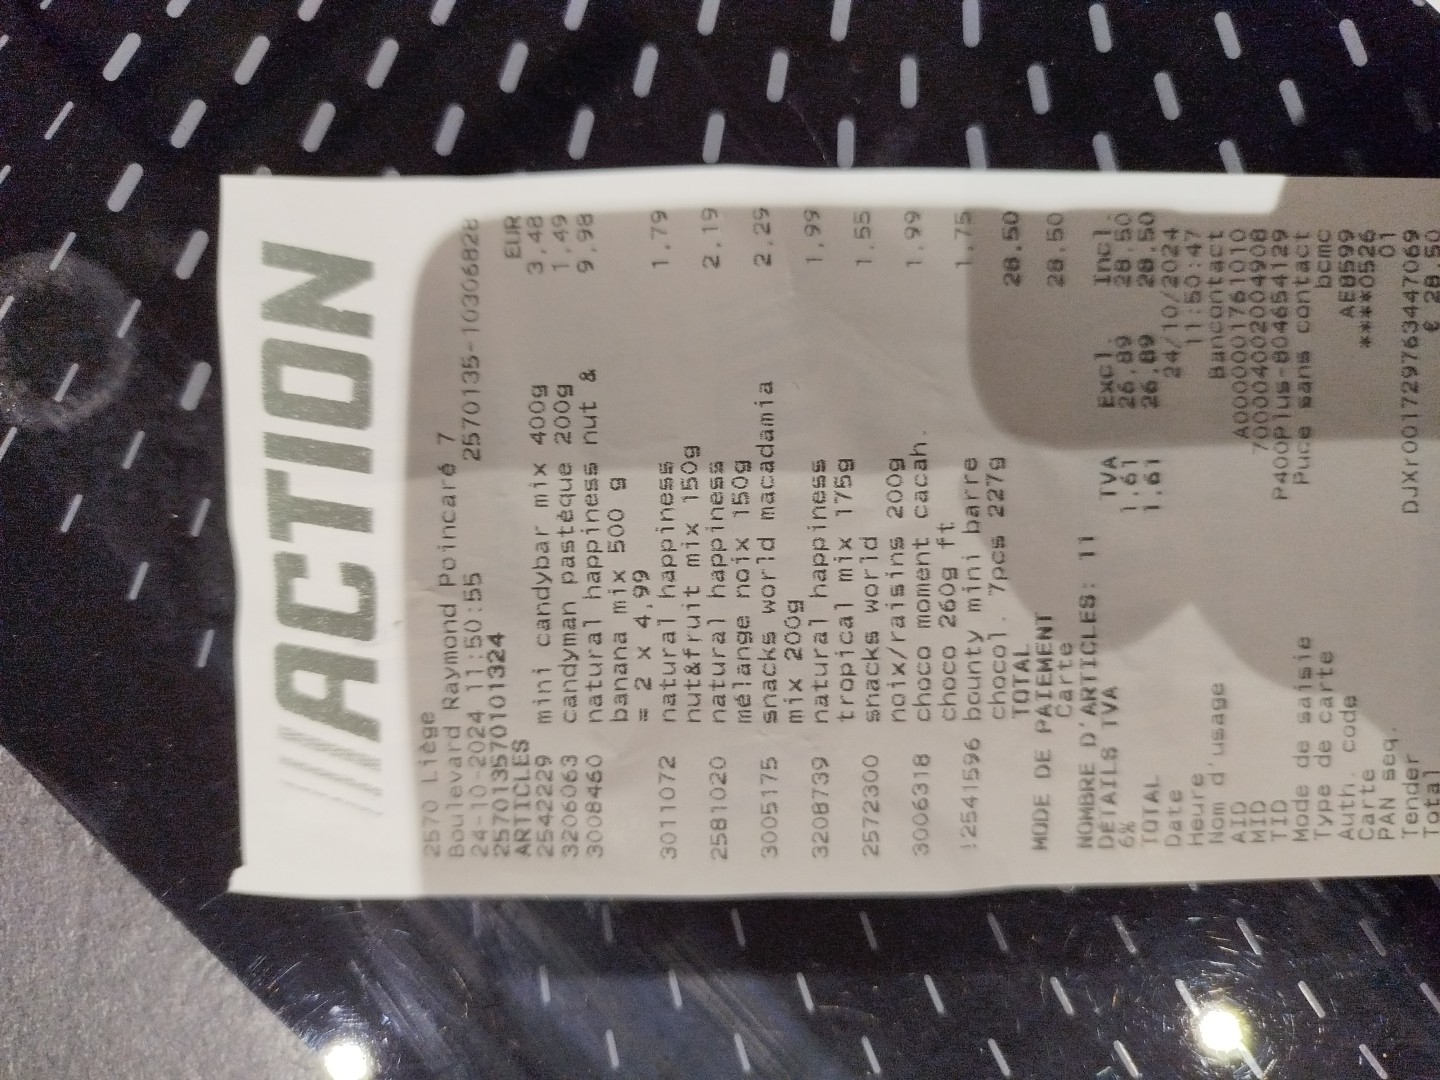 ACTION
2570 Liège
Boulevard Raymond Poincaré 7
24-10-2024 11:50:55 2570135-10306828
257013570101324
ARTICLES EUR
2542229 mini candybar mix 400g 3,48
3206063 candyman pastèque 200g 1,49
3008460 natural happiness nut & 9,98
banana mix 500 g
= 2 x 4,99
3011072 natural happiness 1,79
nut&fruit mix 150g
2581020 natural happiness 2,19
mélange noix 150g
3005175 snacks world macadamia 2,29
mix 200g
3208739 natural happiness 1,99
tropical mix 175g
2572300 snacks world 1,55
noix/raisins 200g
3006318 choco moment cacah. 1,99
choco 260g ft
12541596 bounty mini barre 1,75
chocol. 7pcs 227g
TOTAL 28,50
MODE DE PAIEMENT
Carte 28,50
NOMBRE D'ARTICLES: 11
DÉTAILS TVA TVA Excl. Incl.
6% 1.61 26.89 28.50
TOTAL 1.61 26.89 28.50
Date 24/10/2024
Heure 11:50:47
Nom d'usage Bancontact
AID A0000001761010
MID 700004002004908
TID P400Plus-804654129
Mode de saisie Puce sans contact
Type de carte bcmc
Auth. code AE8599
Carte ****0526
PAN seq. 01
Tender DJXr001729763447069
Total € 28,50